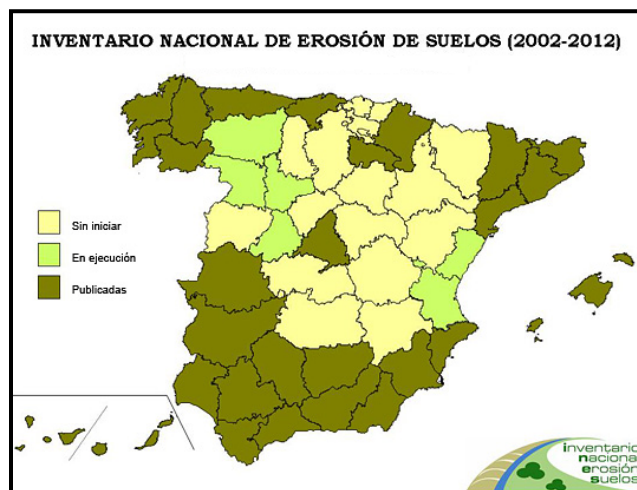 INVENTARIO NACIONAL DE EROSIÓN DE SUELOS (2002-2012)
Sin iniciar
En ejecución
Publicadas
inventario
nacional
erosión
suelos